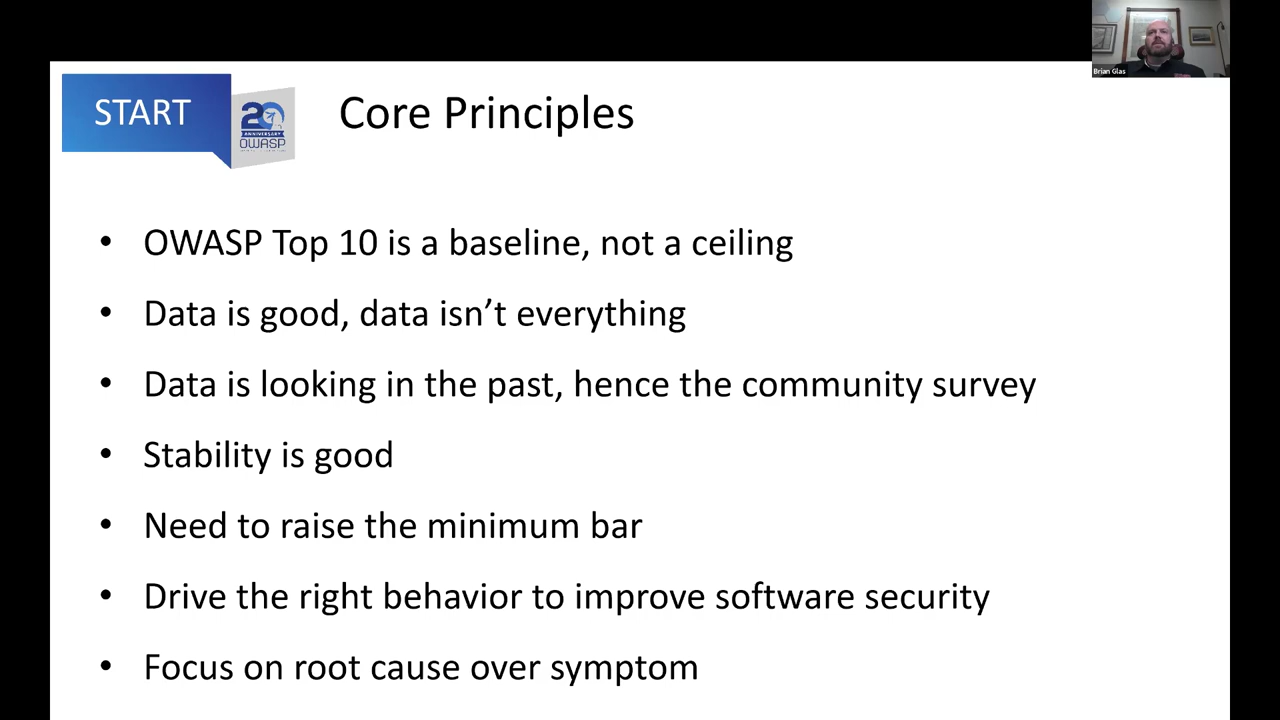 Brian Glas
START
20
ANNIVERSARY
OWASP
Core Principles
• OWASP Top 10 is a baseline, not a ceiling
• Data is good, data isn’t everything
• Data is looking in the past, hence the community survey
• Stability is good
• Need to raise the minimum bar
• Drive the right behavior to improve software security
• Focus on root cause over symptom